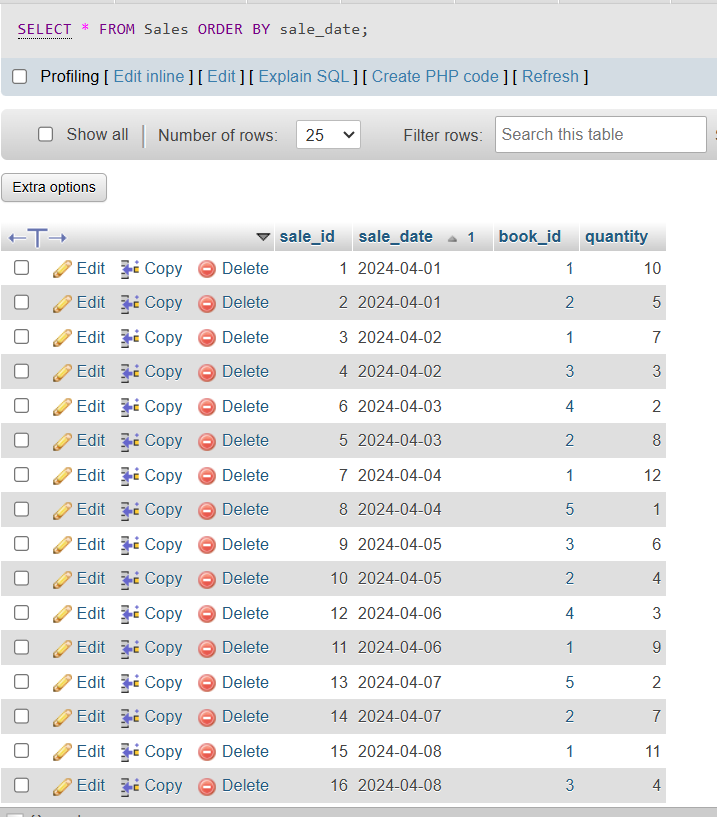 SELECT * FROM Sales ORDER BY sale_date;
Profiling [ Edit inline ] [ Edit ] [ Explain SQL ] [ Create PHP code ] [ Refresh ]
Show all Number of rows: 25 Filter rows: Search this table
Extra options
sale_id sale_date 1 book_id quantity
Edit Copy Delete 1 2024-04-01 1 10
Edit Copy Delete 2 2024-04-01 2 5
Edit Copy Delete 3 2024-04-02 1 7
Edit Copy Delete 4 2024-04-02 3 3
Edit Copy Delete 6 2024-04-03 4 2
Edit Copy Delete 5 2024-04-03 2 8
Edit Copy Delete 7 2024-04-04 1 12
Edit Copy Delete 8 2024-04-04 5 1
Edit Copy Delete 9 2024-04-05 3 6
Edit Copy Delete 10 2024-04-05 2 4
Edit Copy Delete 12 2024-04-06 4 3
Edit Copy Delete 11 2024-04-06 1 9
Edit Copy Delete 13 2024-04-07 5 2
Edit Copy Delete 14 2024-04-07 2 7
Edit Copy Delete 15 2024-04-08 1 11
Edit Copy Delete 16 2024-04-08 3 4